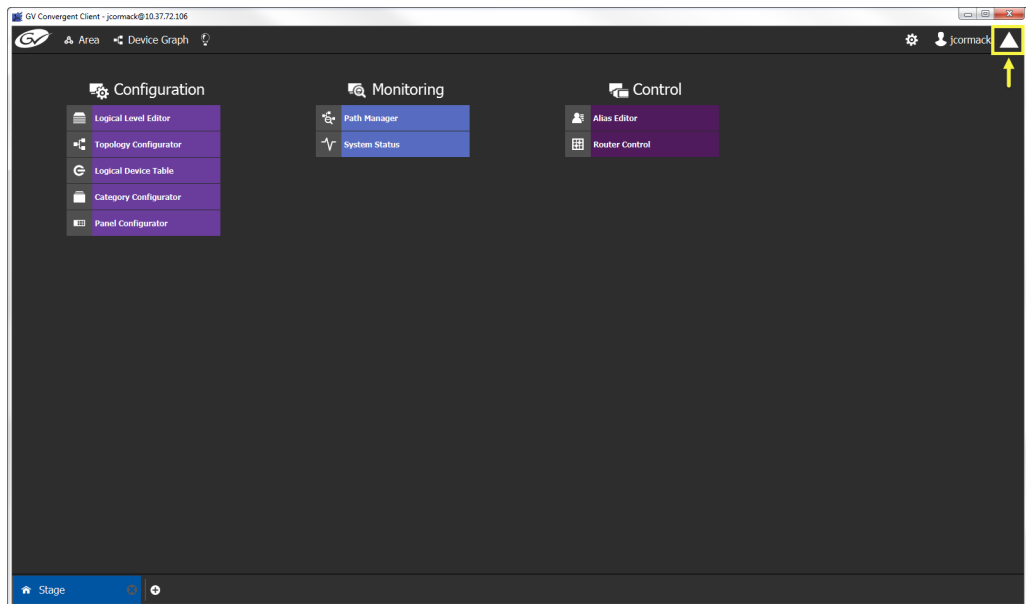 GV Convergent Client - jcormack@10.37.72.106
GV Area Device Graph jcormack
Configuration Monitoring Control
Logical Level Editor Path Manager Alias Editor
Topology Configurator System Status Router Control
Logical Device Table
Category Configurator
Panel Configurator
Stage